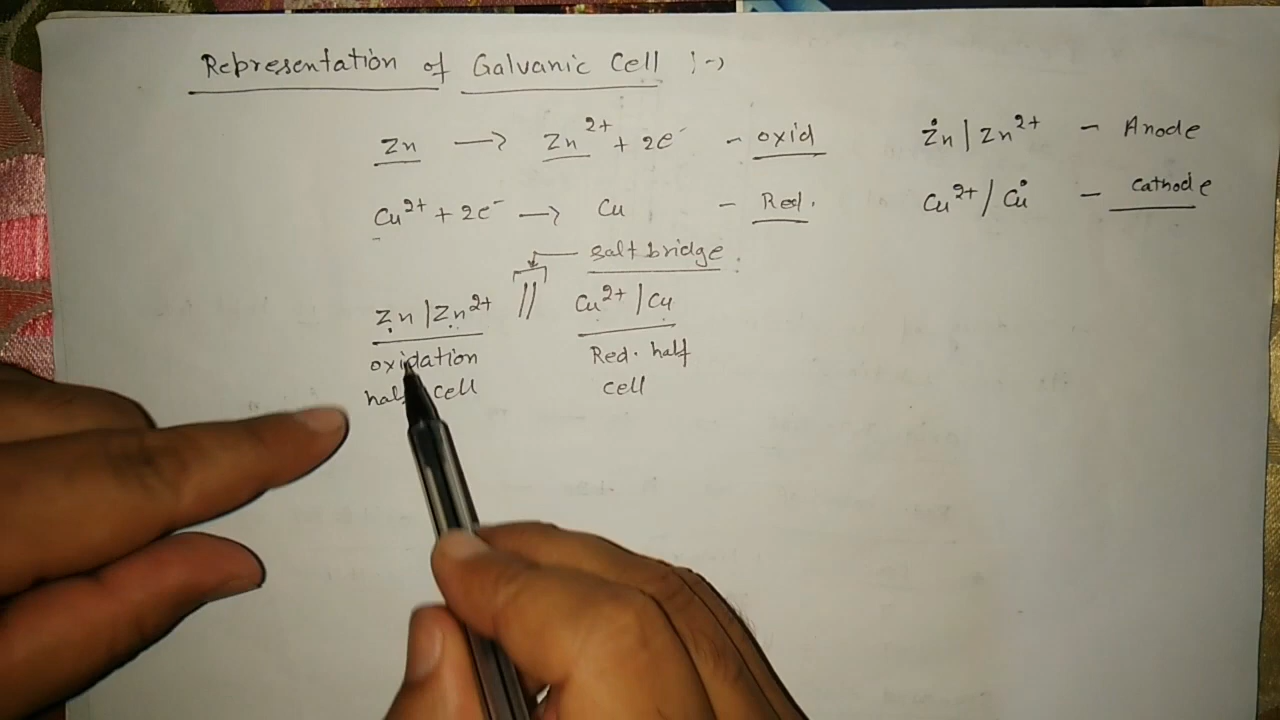 Representation of Galvanic Cell :->
Zn —> Zn²⁺ + 2e⁻ - oxid Zn | Zn²⁺ - Anode
Cu²⁺ + 2e⁻ —> Cu - Red. Cu²⁺ / Cu - Cathode
salt bridge
Zn | Zn²⁺ // Cu²⁺ | Cu
oxidation Red. half
half cell cell